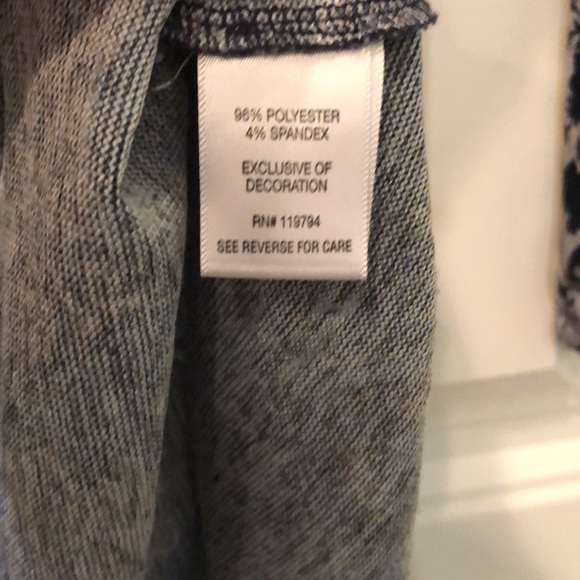 96% POLYESTER
4% SPANDEX
EXCLUSIVE OF
DECORATION
RN# 119794
SEE REVERSE FOR CARE